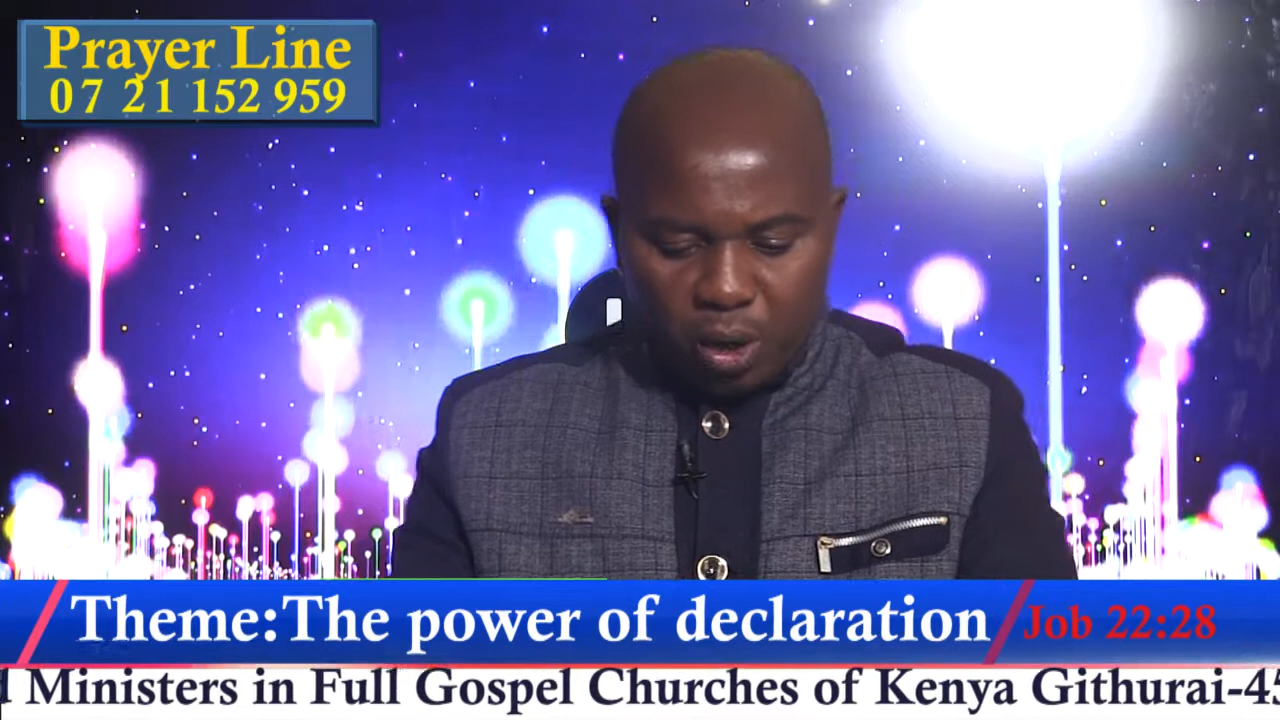 Prayer Line
07 21 152 959
Theme:The power of declaration
Job 22:28
Ministers in Full Gospel Churches of Kenya Githurai-45